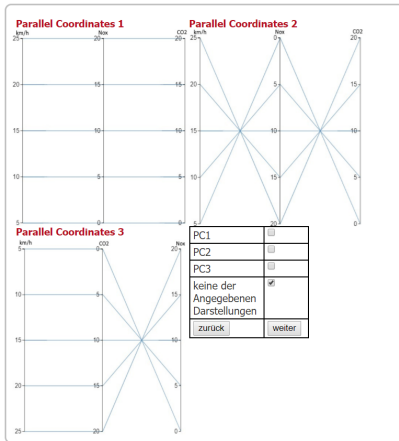 Parallel Coordinates 1
km/h Nox CO2
25 20 20
20 15 15
15 10 10
10 5 5
5 0 0
Parallel Coordinates 2
km/h Nox CO2
25 0 20
20 5 15
15 10 10
10 15 5
5 20 0
Parallel Coordinates 3
km/h CO2 Nox
5 0 20
10 5 15
15 10 10
20 15 5
25 20 0
PC1
PC2
PC3
keine der
Angegebenen
Darstellungen
zurück weiter